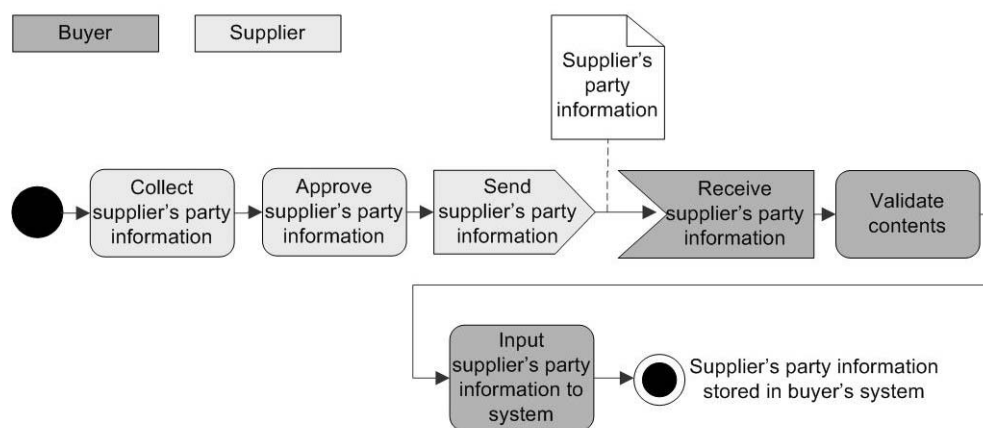 Buyer
Supplier
Supplier's
party
information
Collect
supplier's party
information
Approve
supplier's party
information
Send
supplier's party
information
Receive
supplier's party
information
Validate
contents
Input
supplier's party
information to
system
Supplier's party information
stored in buyer's system